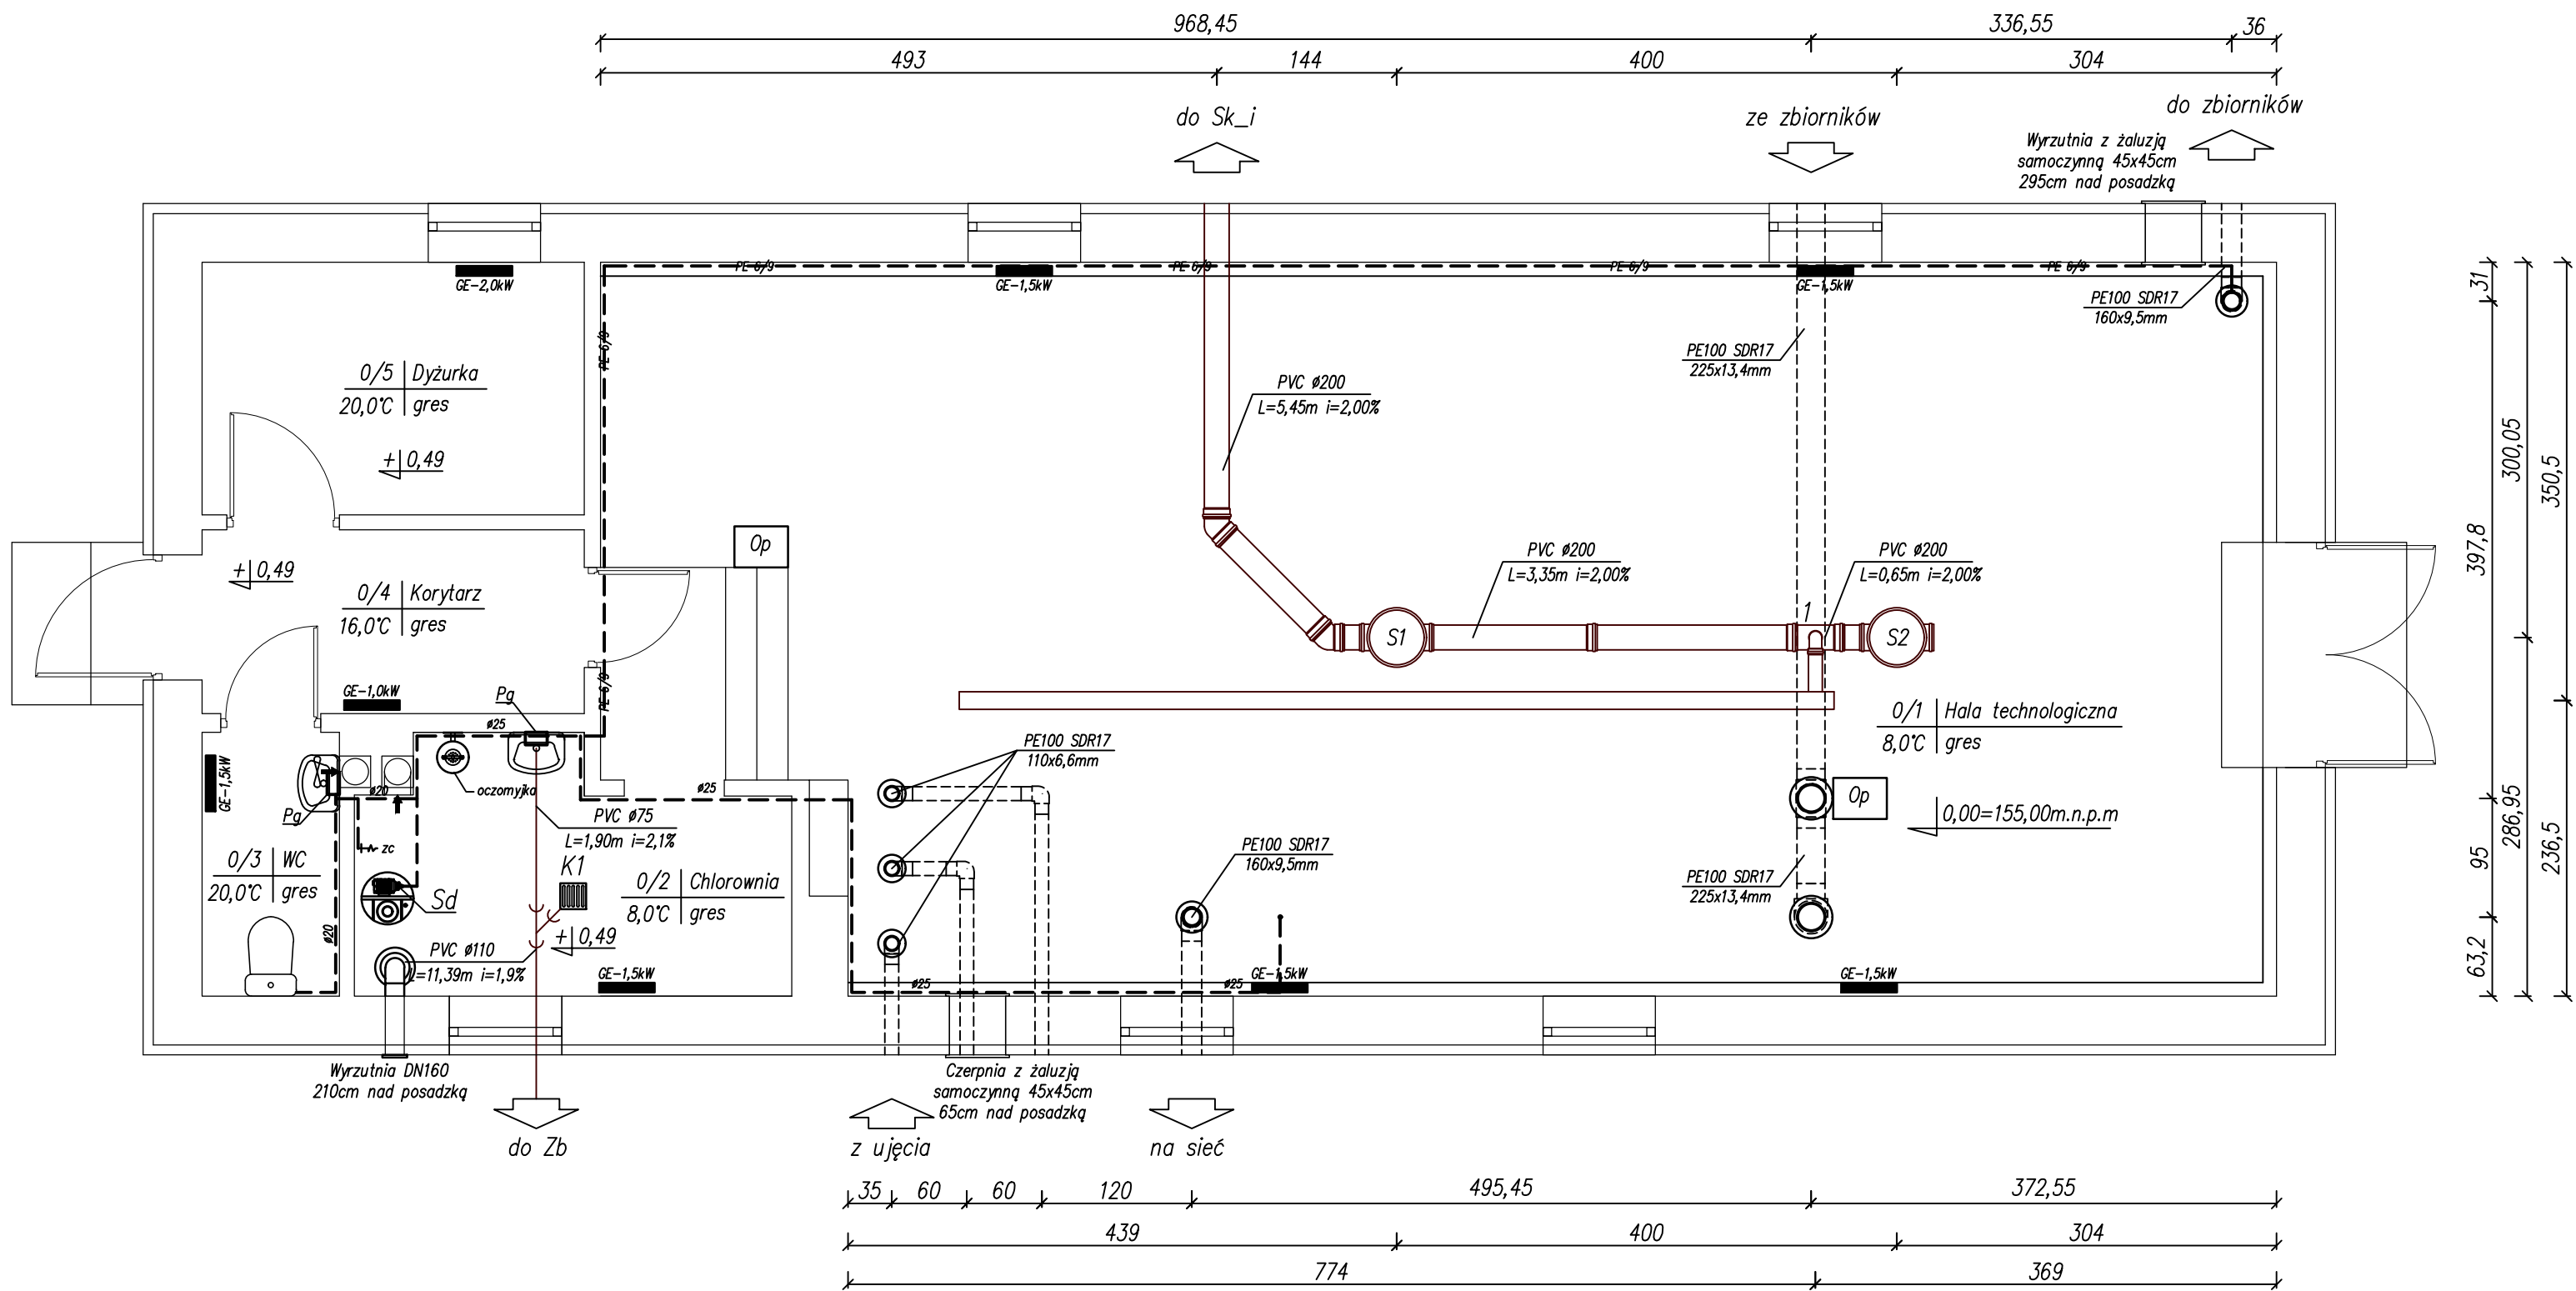 968,45
336,55
36
493
144
400
304
do Sk_i
ze zbiorników
do zbiorników
Wyrzutnia z żaluzją
samoczynną 45x45cm
295cm nad posadzką
PE 6/9
PE 6/9
PE 6/9
PE 6/9
GE-2,0kW
GE-1,5kW
GE-1,5kW
PE100 SDR17
160x9,5mm
31
PE 6/9
PE100 SDR17
225x13,4mm
0/5 Dyżurka
20,0°C gres
PVC ø200
L=5,45m i=2,00%
+0,49
300,05
350,5
397,8
Op
PVC ø200
L=3,35m i=2,00%
PVC ø200
L=0,65m i=2,00%
+0,49
0/4 Korytarz
16,0°C gres
1
S1
S2
GE-1,0kW
Pg
PE 6/9
ø25
0/1 Hala technologiczna
8,0°C gres
PE100 SDR17
110x6,6mm
GE-1,5kW
oczomyjka
ø20
ø25
Pg
PVC ø75
L=1,90m i=2,1%
Op
0,00=155,00m.n.p.m
286,95
236,5
95
zc
K1
0/3 WC
20,0°C gres
Sd
0/2 Chlorownia
8,0°C gres
PE100 SDR17
160x9,5mm
PE100 SDR17
225x13,4mm
ø20
+0,49
PVC ø110
L=11,39m i=1,9%
63,2
GE-1,5kW
ø25
ø25
GE-1,5kW
GE-1,5kW
Wyrzutnia DN160
210cm nad posadzką
Czerpnia z żaluzją
samoczynną 45x45cm
65cm nad posadzką
do Zb
z ujęcia
na sieć
35
60
60
120
495,45
372,55
439
400
304
774
369